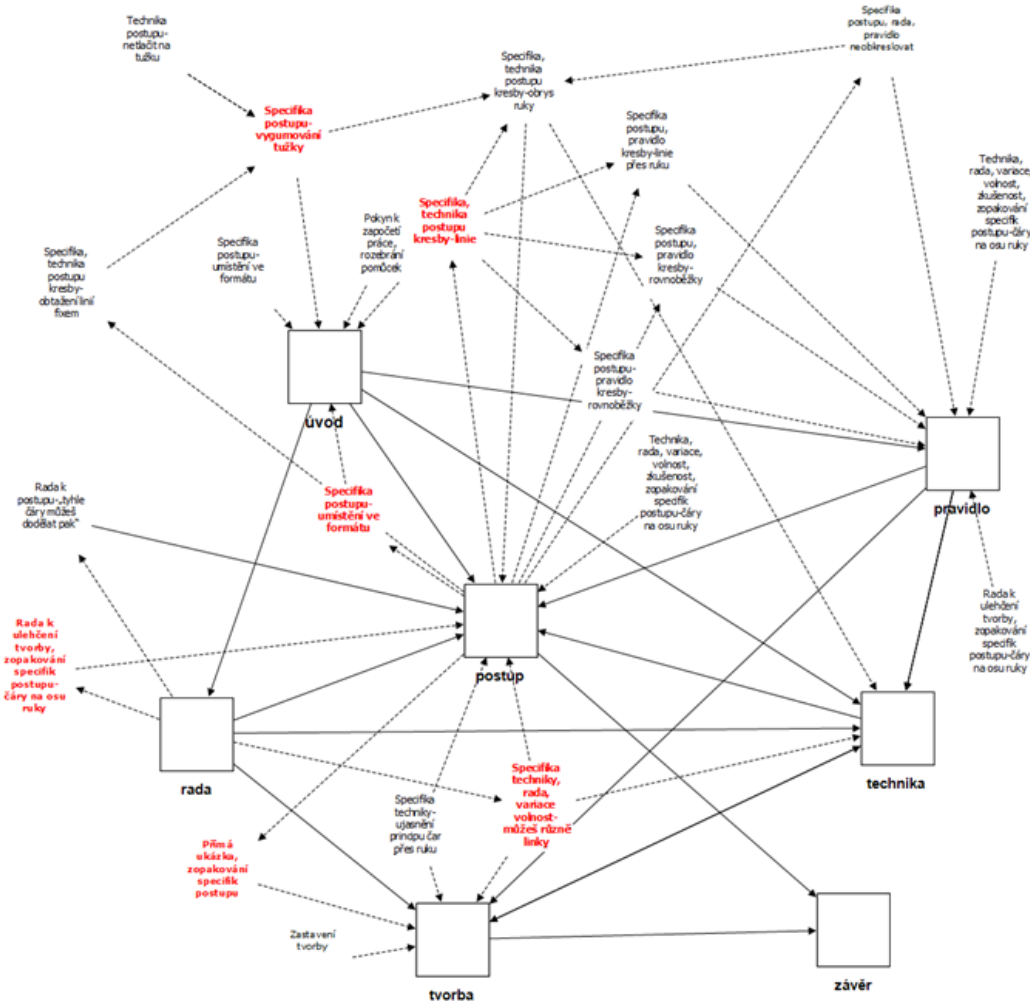 Technika
postupu-
netlačit na
tužku
Specifika,
technika
postupu
kresby-obrys
ruky
Specifika
postupu, rada,
pravidlo
neobkreslovat
Specifika
postupu-
vygumování
tužky
Specifika
postupu,
pravidlo
kresby-linie
přes ruku
Technika,
rada, variace,
volnost,
zkušenost,
zopakování
specifik
postupu-čáry
na osu ruky
Specifika,
technika
postupu
kresby-linie
Pokyn k
započetí
práce,
rozebrání
pomůcek
Specifika
postupu-
umístění ve
formátu
Specifika,
technika
postupu
kresby-
obtažení linií
fixem
Specifika
postupu,
pravidlo
kresby-
rovnoběžky
Specifika
postupu-
pravidlo
kresby-
rovnoběžky
úvod
Technika,
rada, variace,
volnost,
zkušenost,
zopakování
specifik
postupu-čáry
na osu ruky
Rada k
postupu-„tyhle
čáry můžeš
dodělat pak“
Specifika
postupu-
umístění ve
formátu
pravidlo
Rada k
ulehčení
tvorby,
zopakování
specifik
postupu-
čáry na osu
ruky
postup
Rada k
ulehčení
tvorby,
zopakování
specifik
postupu-čáry
na osu ruky
rada
technika
Specifika
techniky-
ujasnění
principu čar
přes ruku
Specifika
techniky,
rada,
variace
volnost-
můžeš různě
linky
Přímá
ukázka,
zopakování
specifik
postupu
Zastavení
tvorby
tvorba
závěr